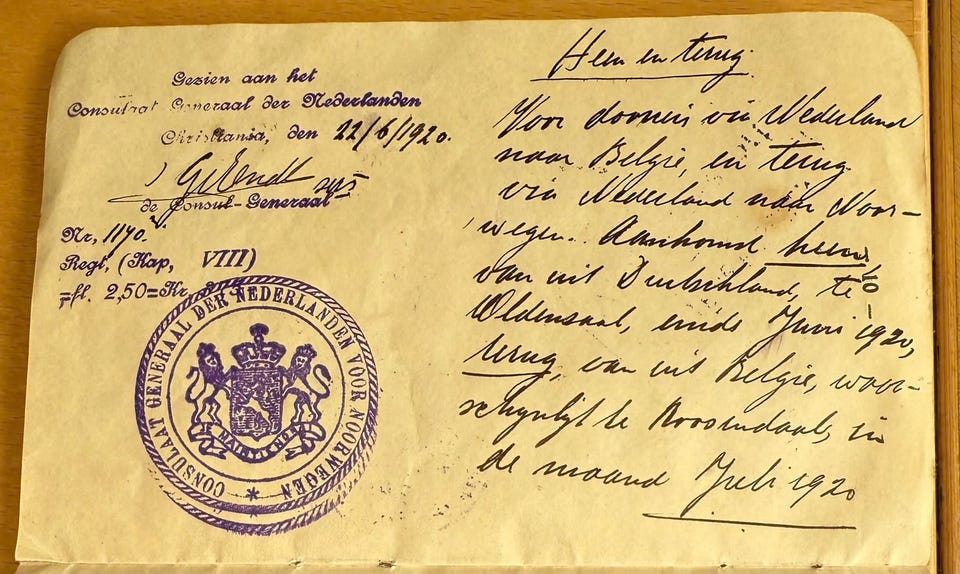 Gezien aan het
Consulaat Generaal der Nederlanden
Christiania, den 22/6/1920.
de Consul-Generaal
Nr, 1170.
Regt, (Kap, VIII)
fl. 2,50=Kr,
CONSULAAT GENERAAL DER NEDERLANDEN VOOR NOORWEGEN *
Heen en terug
Voor doorreis via Nederland
naar België, en terug
via Nederland naar Noor-
wegen. Aankomst heen
van uit Duitschland, te
Oldensaal, einde Juni 1920,
terug, van uit België, waar-
schynlyk te Roosendaal, in
de maand Juli 1920